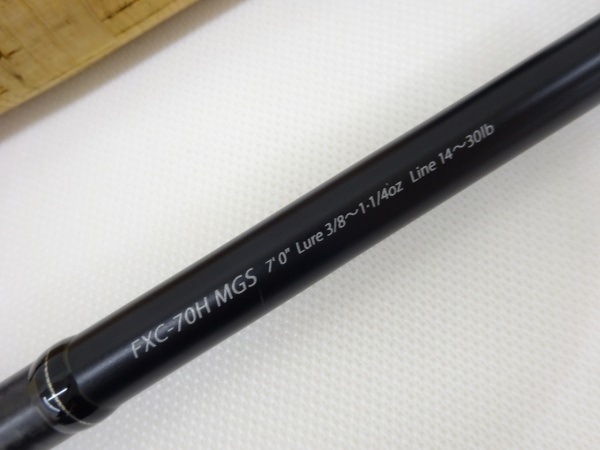 FXC-70H MGS 7' 0" Lure 3/8〜1-1/4oz Line 14〜30lb